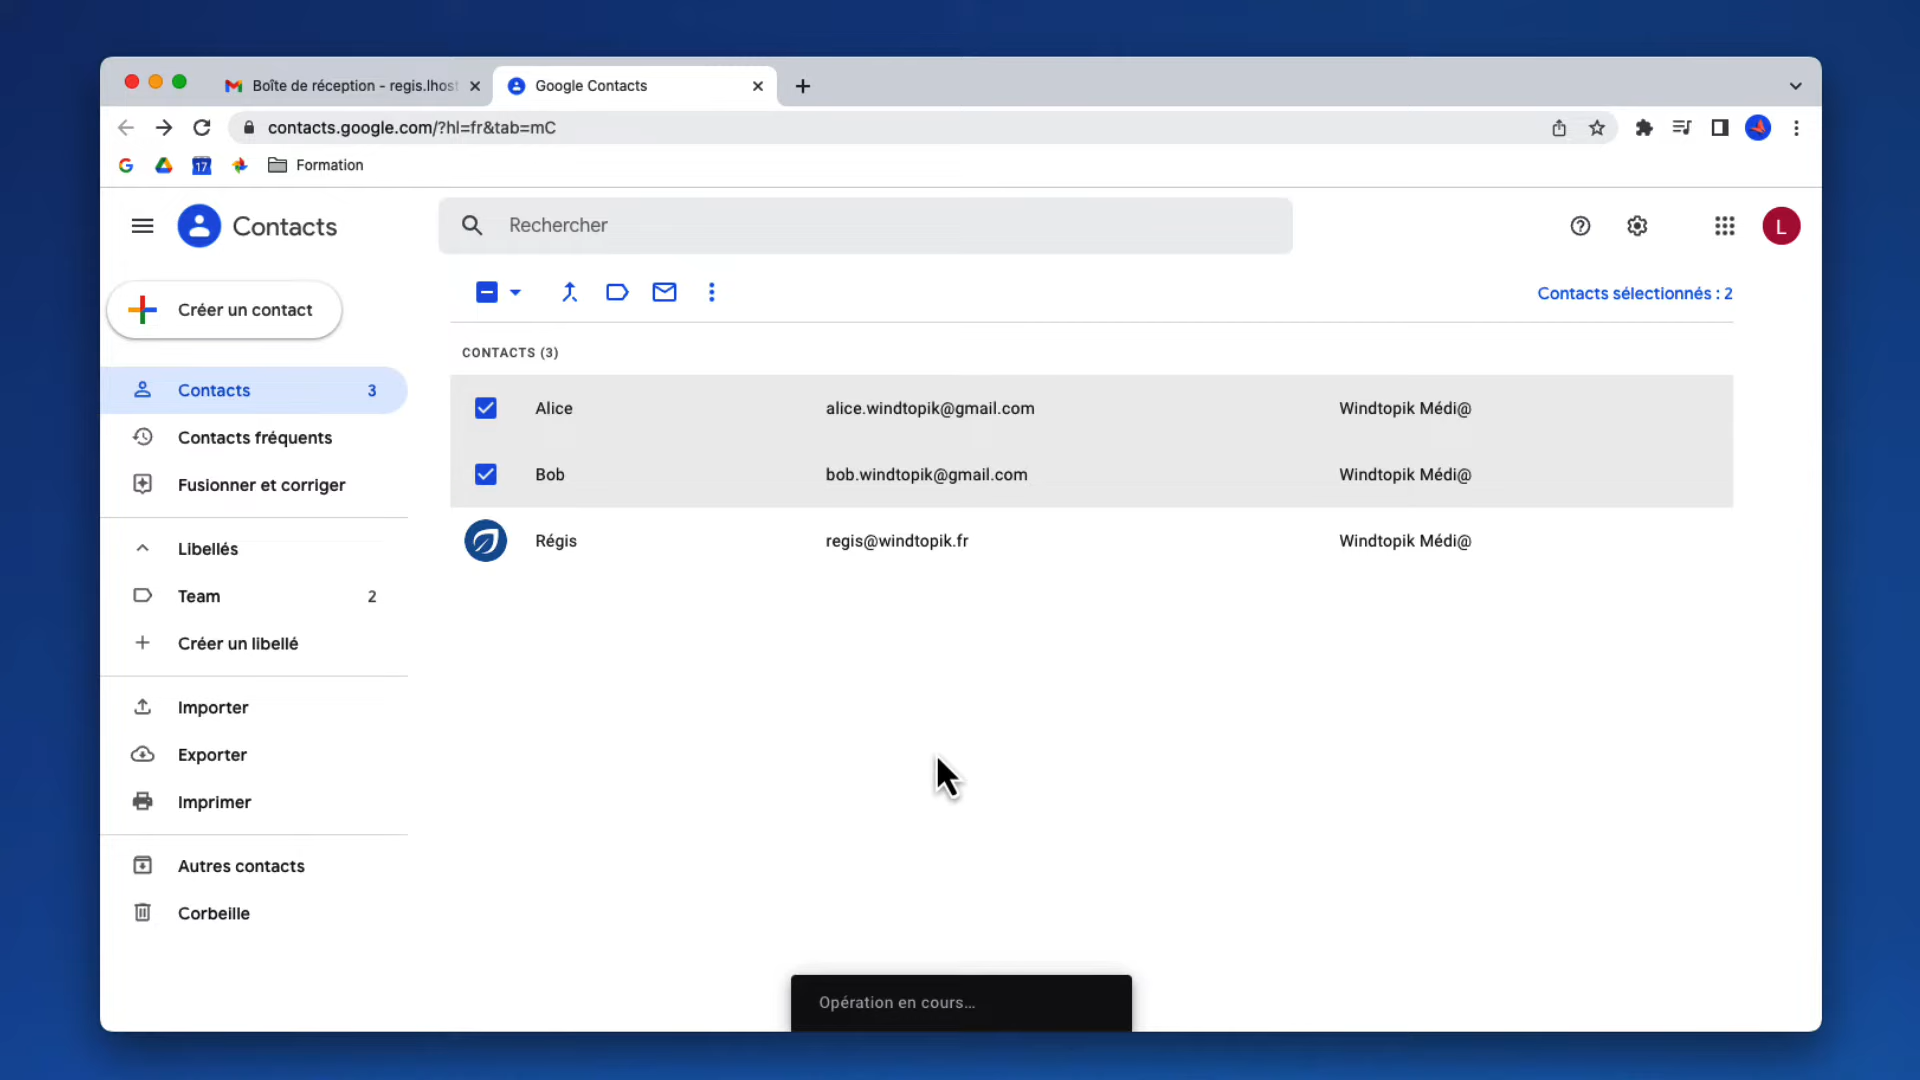 Boîte de réception - regis.lhost
Google Contacts
contacts.google.com/?hl=fr&tab=mC
17
Formation
Contacts
Rechercher
L
Créer un contact
Contacts sélectionnés : 2
CONTACTS (3)
Contacts 3
Contacts fréquents
Fusionner et corriger
Alice alice.windtopik@gmail.com Windtopik Médi@
Bob bob.windtopik@gmail.com Windtopik Médi@
Régis regis@windtopik.fr Windtopik Médi@
Libellés
Team 2
Créer un libellé
Importer
Exporter
Imprimer
Autres contacts
Corbeille
Opération en cours…